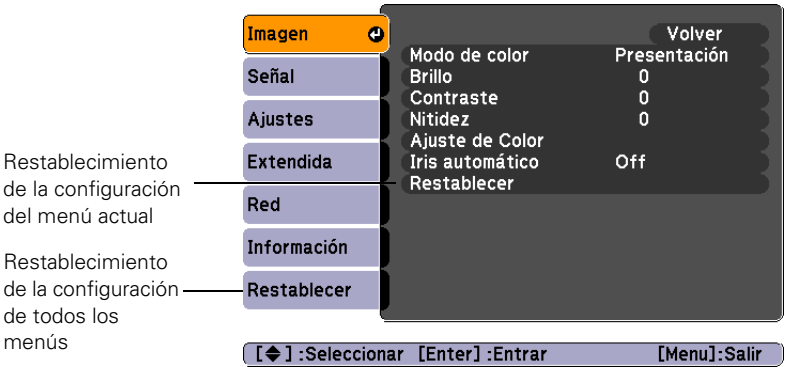 Imagen
Señal
Ajustes
Extendida
Red
Información
Restablecer
Volver
Modo de color Presentación
Brillo 0
Contraste 0
Nitidez 0
Ajuste de Color
Iris automático Off
Restablecer
Restablecimiento
de la configuración
del menú actual
Restablecimiento
de la configuración
de todos los
menús
[◆] :Seleccionar [Enter] :Entrar [Menu]:Salir